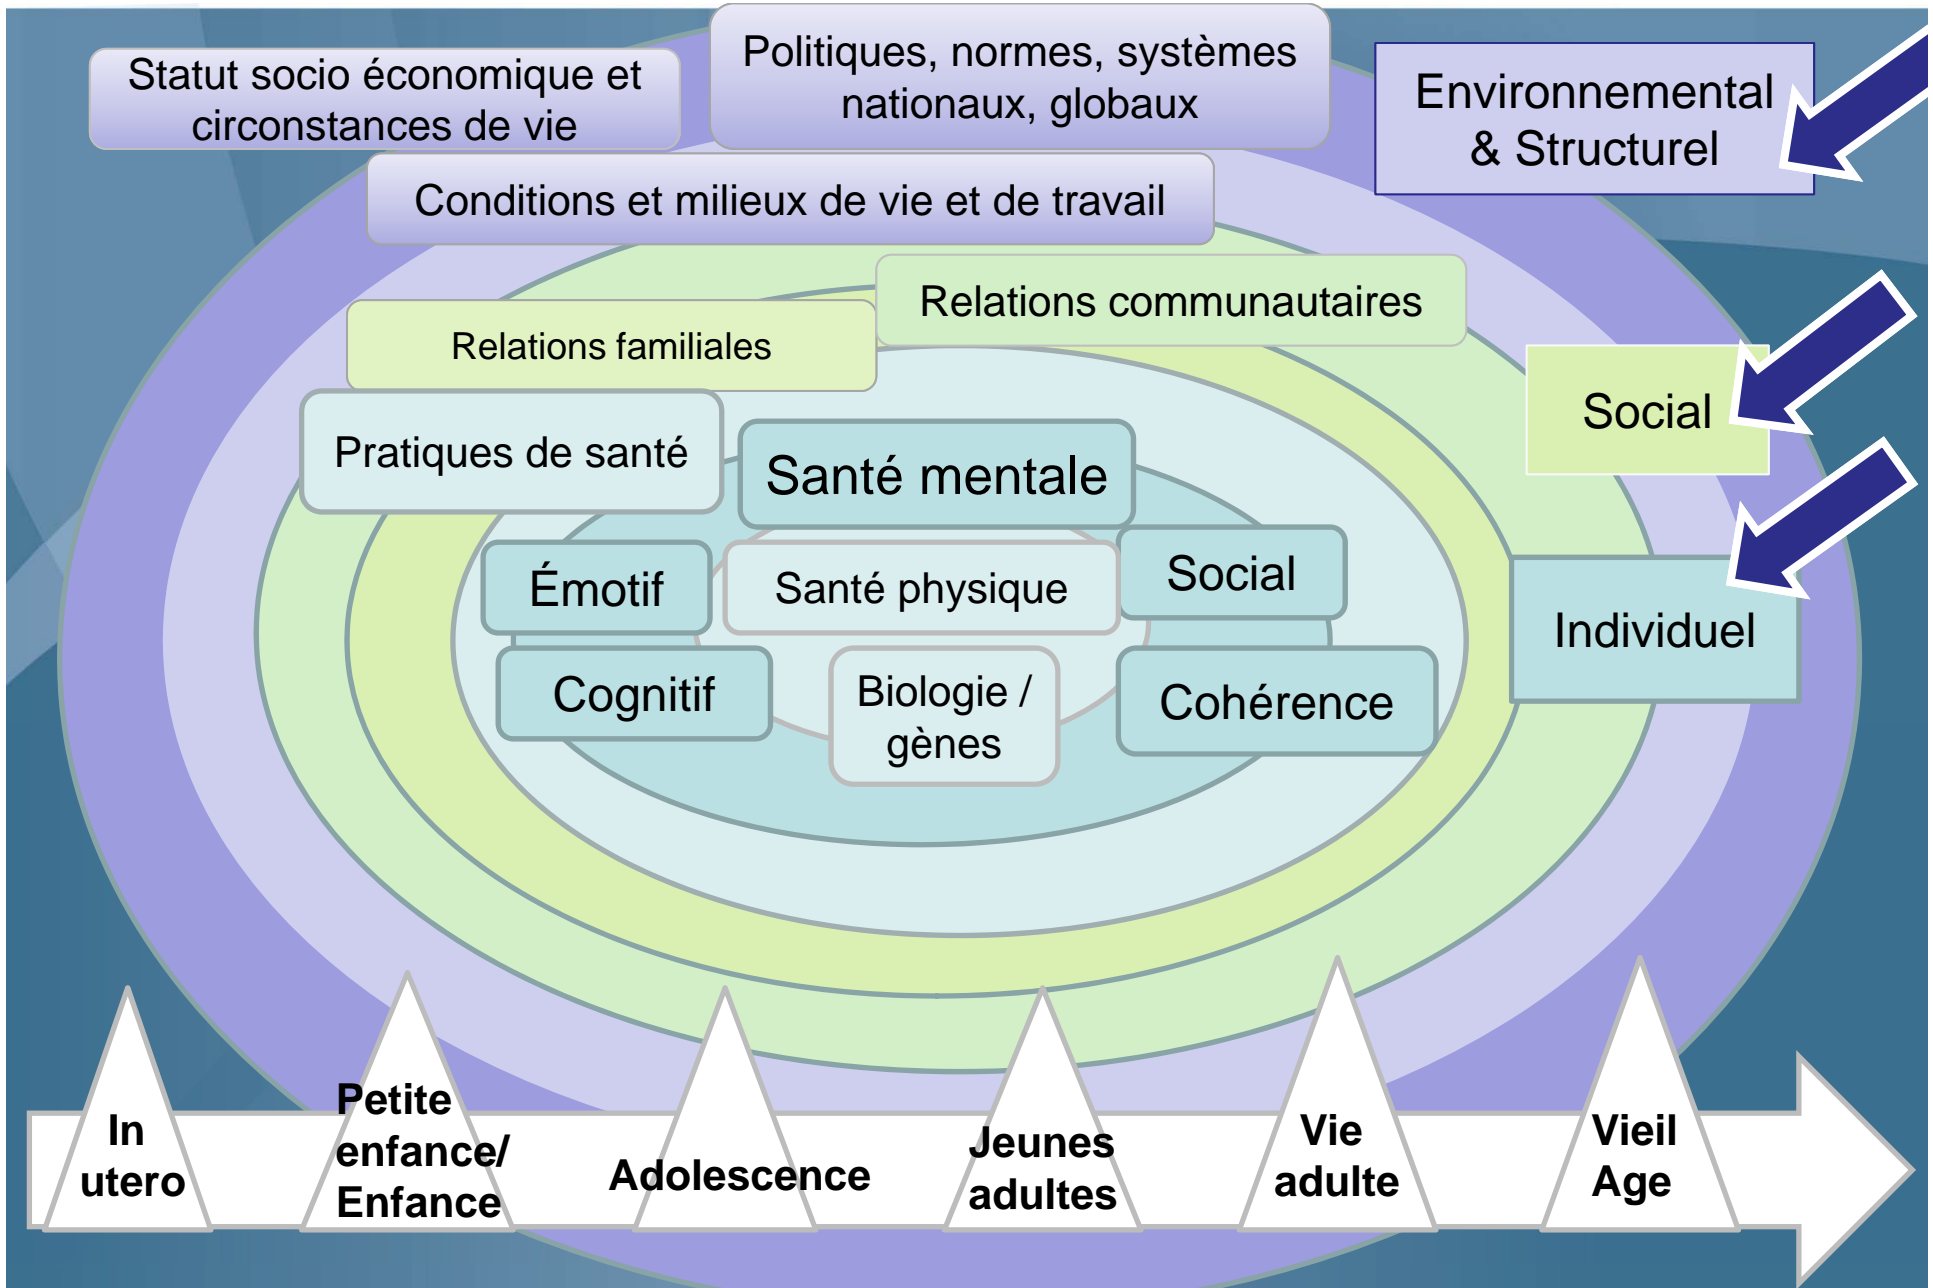 Statut socio économique et
circonstances de vie
Politiques, normes, systèmes
nationaux, globaux
Environnemental
& Structurel
Conditions et milieux de vie et de travail
Relations communautaires
Relations familiales
Social
Pratiques de santé
Santé mentale
Émotif
Santé physique
Social
Individuel
Cognitif
Biologie /
gènes
Cohérence
In
utero
Petite
enfance/
Enfance
Adolescence
Jeunes
adultes
Vie
adulte
Vieil
Age